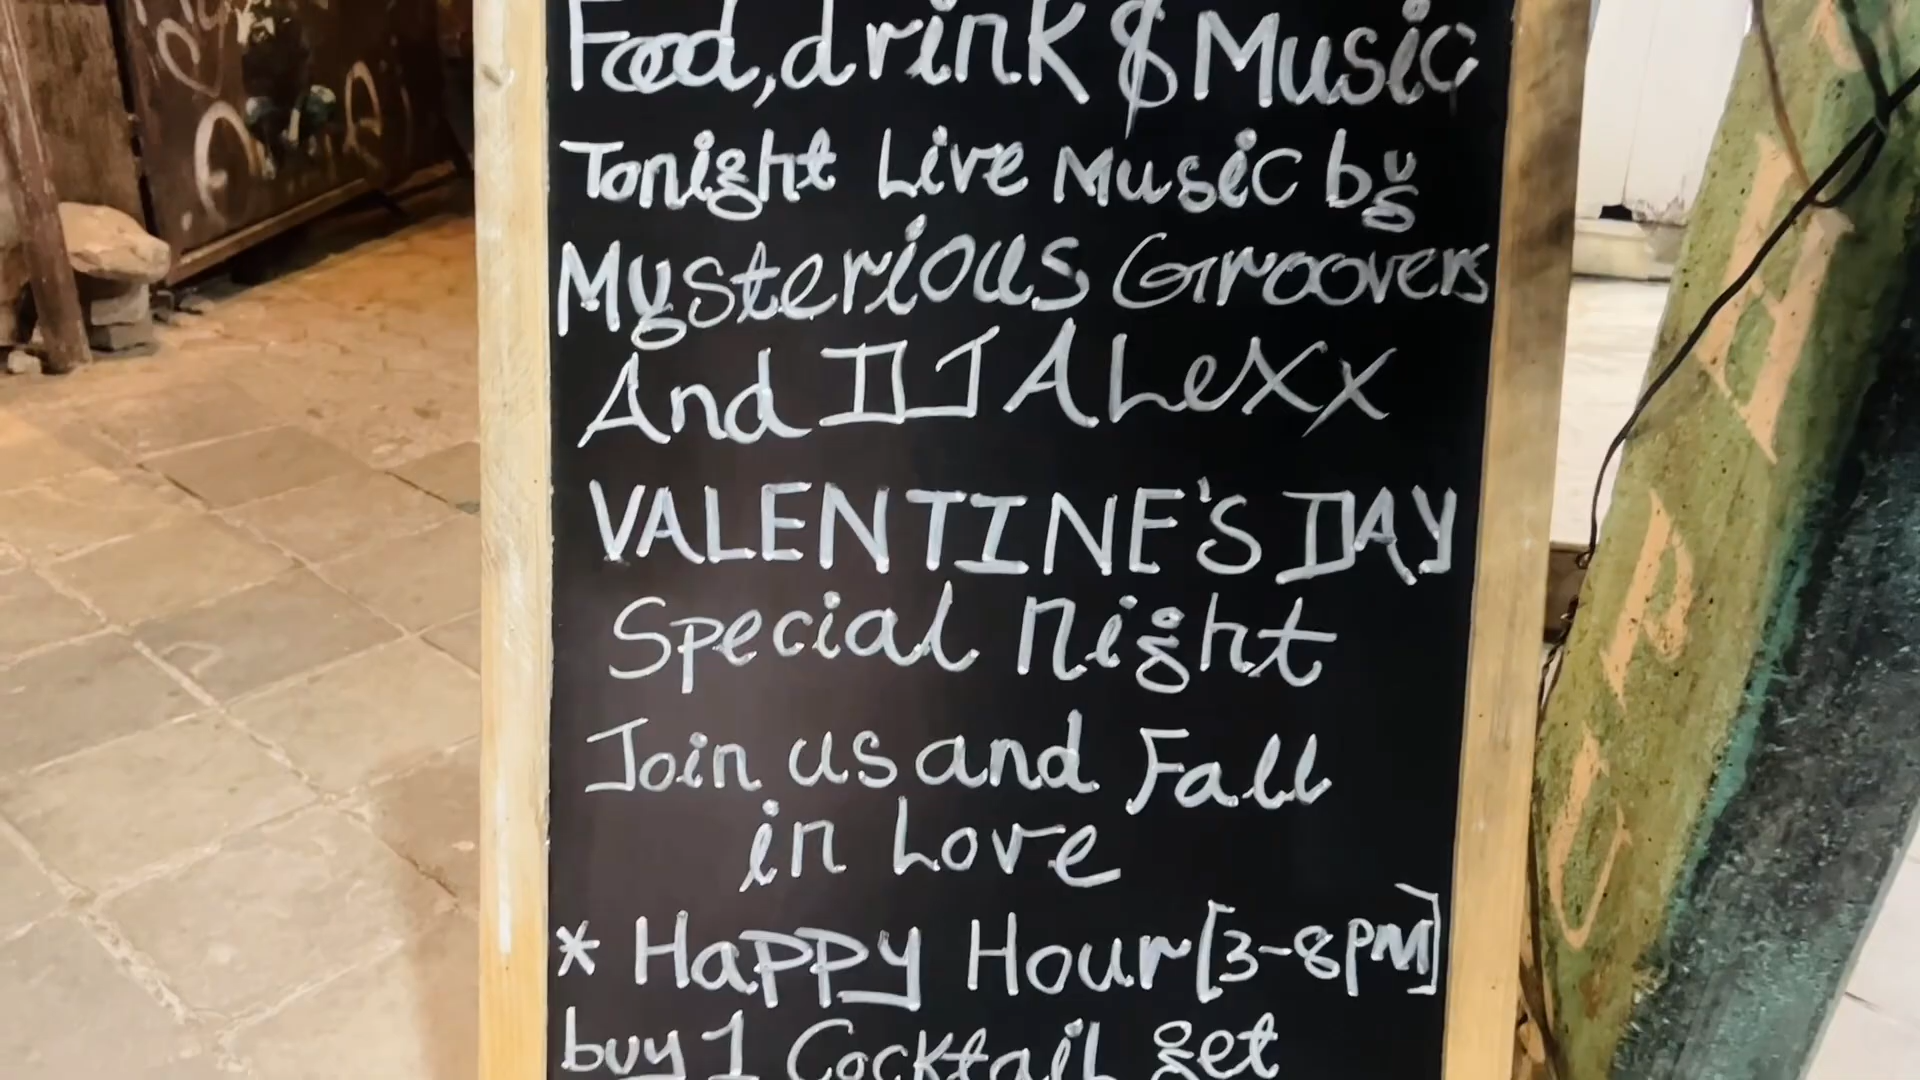 Food, drink & Music
Tonight Live Music by
Mysterious Groovers
And DJ ALeXx
VALENTINE'S DAY
Special Night
Join us and Fall
in Love
* Happy Hour [3-8PM]
buy 1 Cocktail get